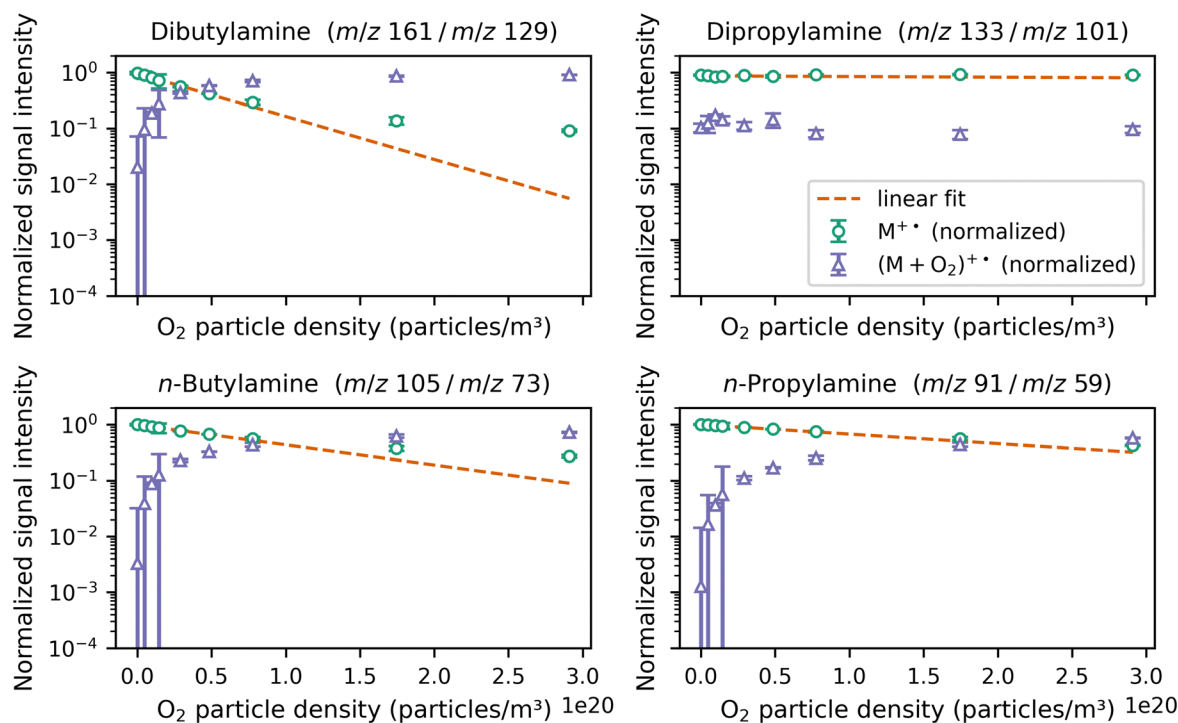 Dibutylamine (m/z 161 / m/z 129)
Normalized signal intensity
10⁰
10⁻¹
10⁻²
10⁻³
10⁻⁴
O₂ particle density (particles/m³)
Dipropylamine (m/z 133 / m/z 101)
Normalized signal intensity
linear fit
M⁺• (normalized)
(M + O₂)⁺• (normalized)
O₂ particle density (particles/m³)
n-Butylamine (m/z 105 / m/z 73)
Normalized signal intensity
10⁰
10⁻¹
10⁻²
10⁻³
10⁻⁴
0.0 0.5 1.0 1.5 2.0 2.5 3.0
O₂ particle density (particles/m³) 1e20
n-Propylamine (m/z 91 / m/z 59)
Normalized signal intensity
0.0 0.5 1.0 1.5 2.0 2.5 3.0
O₂ particle density (particles/m³) 1e20